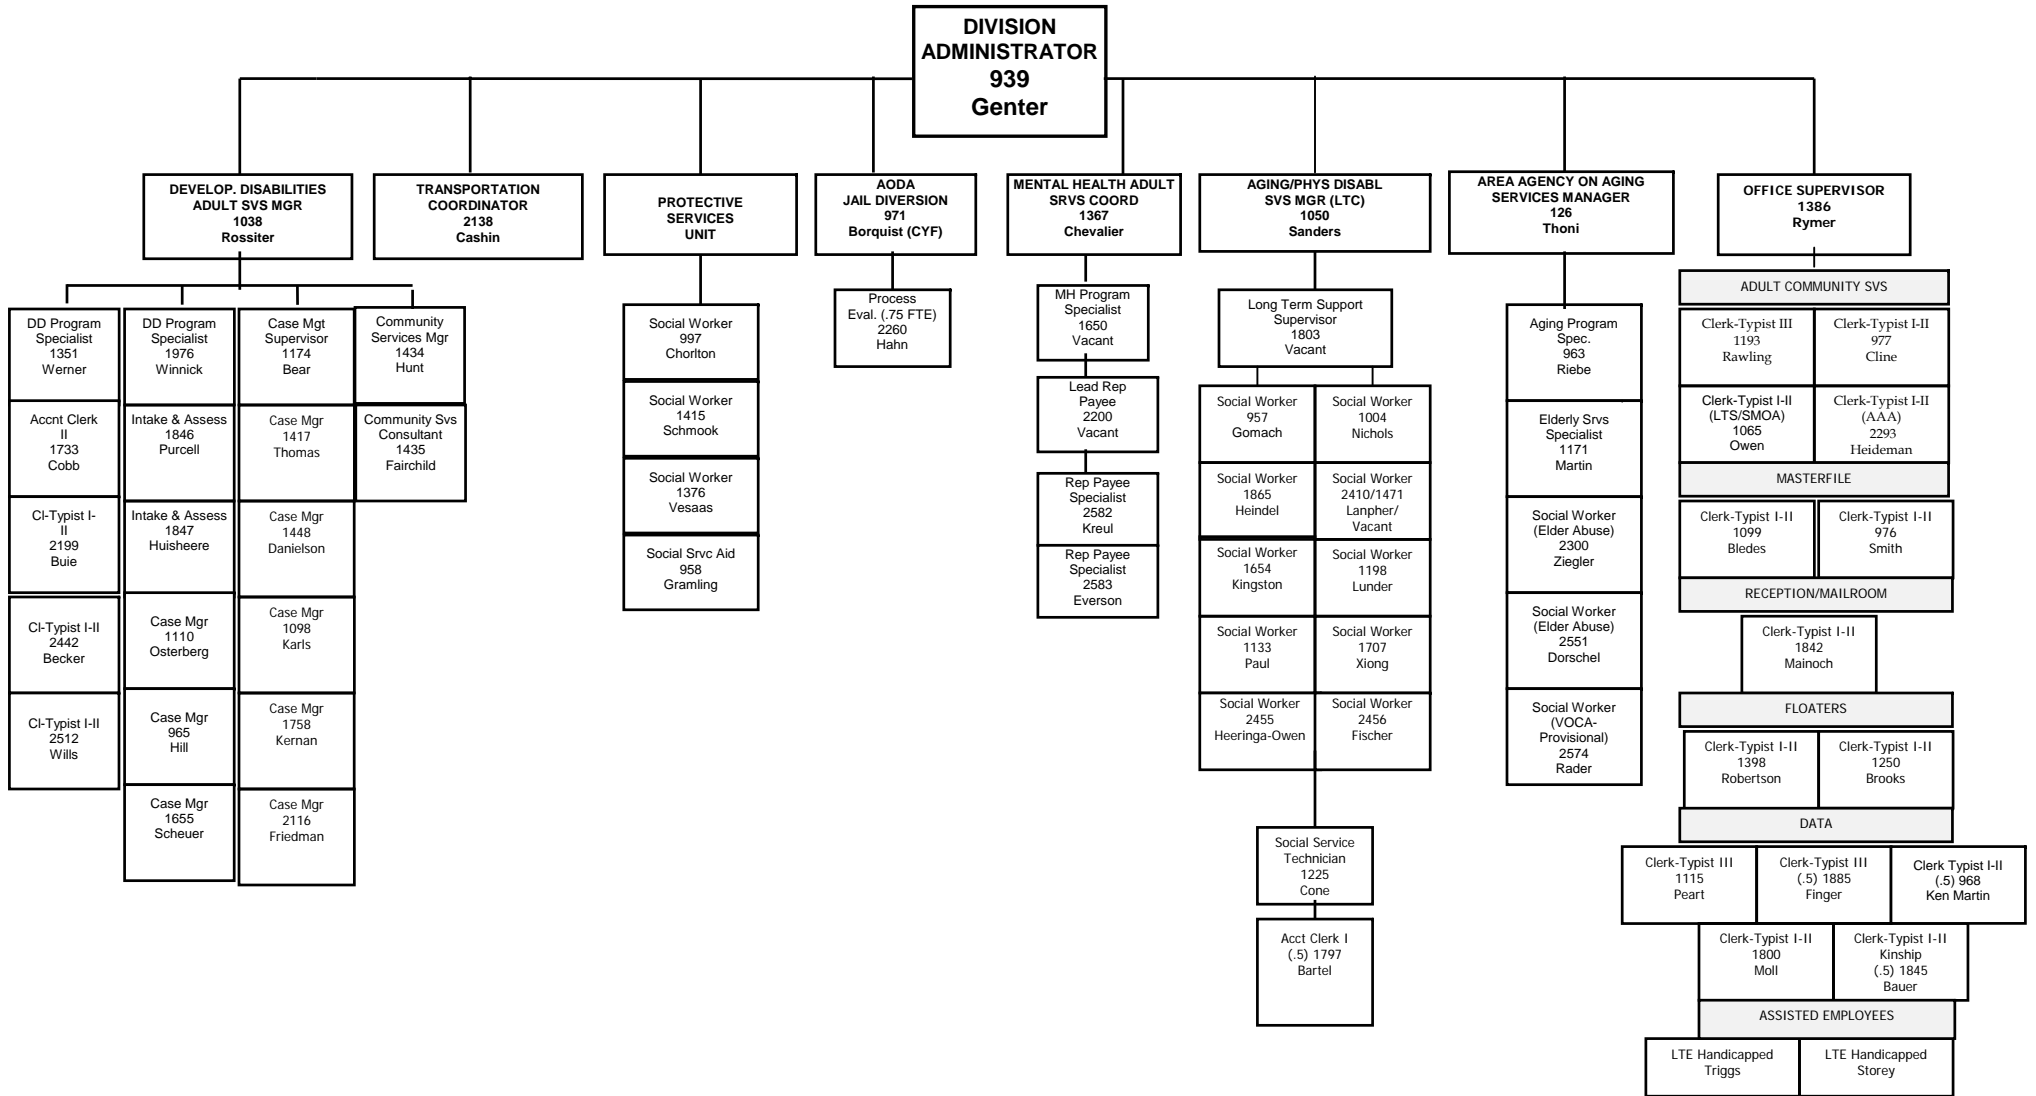 DIVISION
ADMINISTRATOR
939
Genter
DEVELOP. DISABILITIES
ADULT SVS MGR
1038
Rossiter
TRANSPORTATION
COORDINATOR
2138
Cashin
PROTECTIVE
SERVICES
UNIT
AODA
JAIL DIVERSION
971
Borquist (CYF)
MENTAL HEALTH ADULT
SRVS COORD
1367
Chevalier
AGING/PHYS DISABL
SVS MGR (LTC)
1050
Sanders
AREA AGENCY ON AGING
SERVICES MANAGER
126
Thoni
OFFICE SUPERVISOR
1386
Rymer
DD Program
Specialist
1351
Werner
Accnt Clerk
II
1733
Cobb
Cl-Typist I-
II
2199
Buie
Cl-Typist I-II
2442
Becker
Cl-Typist I-II
2512
Wills
DD Program
Specialist
1976
Winnick
Intake & Assess
1846
Purcell
Intake & Assess
1847
Huisheere
Case Mgr
1110
Osterberg
Case Mgr
965
Hill
Case Mgr
1655
Scheuer
Case Mgt
Supervisor
1174
Bear
Case Mgr
1417
Thomas
Case Mgr
1448
Danielson
Case Mgr
1098
Karls
Case Mgr
1758
Kernan
Case Mgr
2116
Friedman
Community
Services Mgr
1434
Hunt
Community Svs
Consultant
1435
Fairchild
Social Worker
997
Chorlton
Social Worker
1415
Schmook
Social Worker
1376
Vesaas
Social Srvc Aid
958
Gramling
Process
Eval. (.75 FTE)
2260
Hahn
MH Program
Specialist
1650
Vacant
Lead Rep
Payee
2200
Vacant
Rep Payee
Specialist
2582
Kreul
Rep Payee
Specialist
2583
Everson
Long Term Support
Supervisor
1803
Vacant
Social Worker
957
Gomach
Social Worker
1004
Nichols
Social Worker
1865
Heindel
Social Worker
2410/1471
Lanpher/
Vacant
Social Worker
1654
Kingston
Social Worker
1198
Lunder
Social Worker
1133
Paul
Social Worker
1707
Xiong
Social Worker
2455
Heeringa-Owen
Social Worker
2456
Fischer
Social Service
Technician
1225
Cone
Acct Clerk I
(.5) 1797
Bartel
Aging Program
Spec.
963
Riebe
Elderly Srvs
Specialist
1171
Martin
Social Worker
(Elder Abuse)
2300
Ziegler
Social Worker
(Elder Abuse)
2551
Dorschel
Social Worker
(VOCA-
Provisional)
2574
Rader
ADULT COMMUNITY SVS
Clerk-Typist III
1193
Rawling
Clerk-Typist I-II
977
Cline
Clerk-Typist I-II
(LTS/SMOA)
1065
Owen
Clerk-Typist I-II
(AAA)
2293
Heideman
MASTERFILE
Clerk-Typist I-II
1099
Bledes
Clerk-Typist I-II
976
Smith
RECEPTION/MAILROOM
Clerk-Typist I-II
1842
Mainoch
FLOATERS
Clerk-Typist I-II
1398
Robertson
Clerk-Typist I-II
1250
Brooks
DATA
Clerk-Typist III
1115
Peart
Clerk-Typist III
(.5) 1885
Finger
Clerk Typist I-II
(.5) 968
Ken Martin
Clerk-Typist I-II
1800
Moll
Clerk-Typist I-II
Kinship
(.5) 1845
Bauer
ASSISTED EMPLOYEES
LTE Handicapped
Triggs
LTE Handicapped
Storey